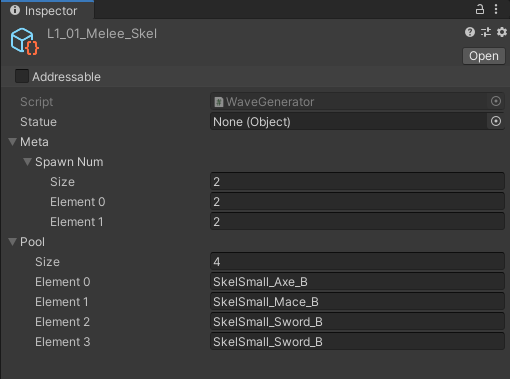 Inspector
L1_01_Melee_Skel
Open
Addressable
Script WaveGenerator
Statue None (Object)
Meta
Spawn Num
Size 2
Element 0 2
Element 1 2
Pool
Size 4
Element 0 SkelSmall_Axe_B
Element 1 SkelSmall_Mace_B
Element 2 SkelSmall_Sword_B
Element 3 SkelSmall_Sword_B